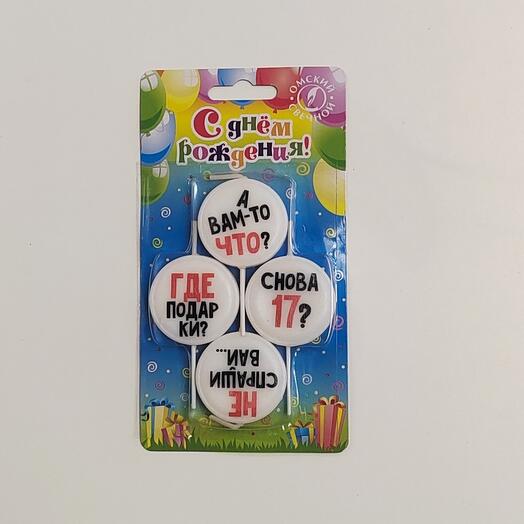 ОМСКИЙ
СВЕЧНОЙ
С днём
рождения!
А
ВАМ-ТО
ЧТО?
ГДЕ
ПОДАР
КИ?
СНОВА
17?
НЕ
СПРАШИ
ВАЙ...